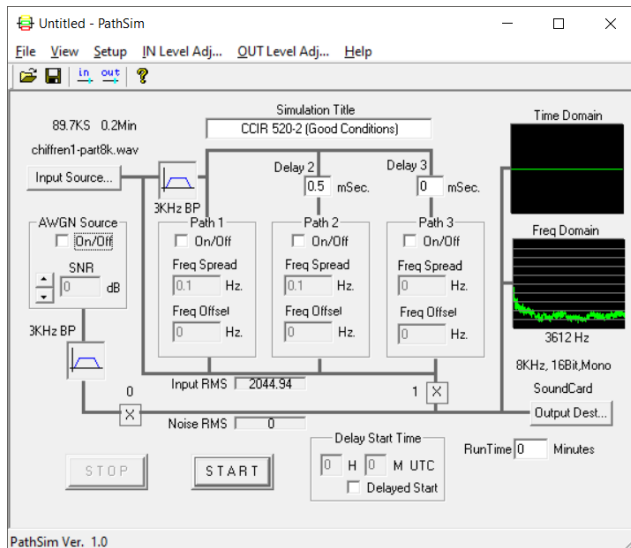 Untitled - PathSim
File View Setup IN Level Adj... OUT Level Adj... Help
in out ?
Simulation Title
CCIR 520-2 (Good Conditions)
89.7KS 0.2Min
chiffren1-part8k.wav
Input Source...
3KHz BP
Delay 2
0.5 mSec.
Delay 3
0 mSec.
Time Domain
AWGN Source
On/Off
SNR
0 dB
3KHz BP
Path 1
On/Off
Freq Spread
0.1 Hz.
Freq Offsel
0 Hz.
Path 2
On/Off
Freq Spread
0.1 Hz.
Freq Offsel
0 Hz.
Path 3
On/Off
Freq Spread
0 Hz.
Freq Offsel
0 Hz.
Freq Domain
3612 Hz
8KHz, 16Bit,Mono
SoundCard
Output Dest...
Input RMS 2044.94
0
X
1 X
Noise RMS 0
RunTime 0 Minutes
Delay Start Time
0 H 0 M UTC
Delayed Start
STOP
START
PathSim Ver. 1.0